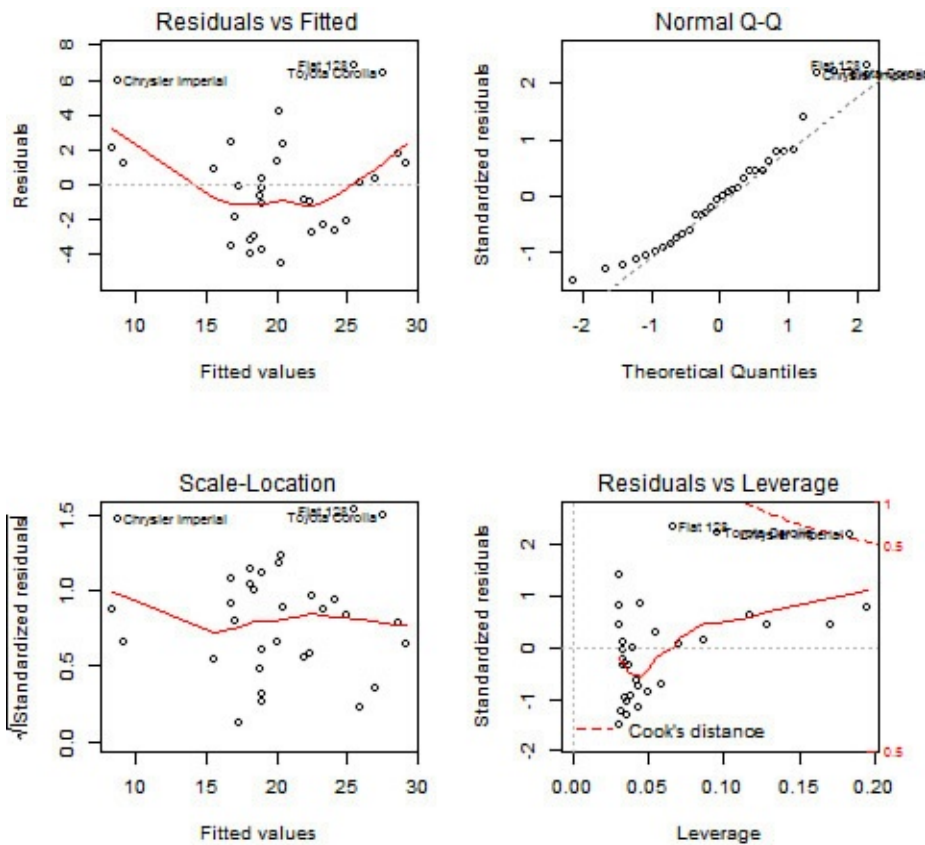 Residuals vs Fitted
Residuals
8
6
4
2
0
-2
-4
Chrysler Imperial
Fiat 128
Toyota Corolla
10 15 20 25 30
Fitted values
Normal Q-Q
Standardized residuals
2
1
0
-1
Fiat 128
-2 -1 0 1 2
Theoretical Quantiles
Scale-Location
√|Standardized residuals|
1.5
1.0
0.5
0.0
Chrysler Imperial
Fiat 128
Toyota Corolla
10 15 20 25 30
Fitted values
Residuals vs Leverage
Standardized residuals
2
1
0
-1
-2
Fiat 128
Toyota Corolla
Chrysler Imperial
1
0.5
0.5
Cook's distance
0.00 0.05 0.10 0.15 0.20
Leverage